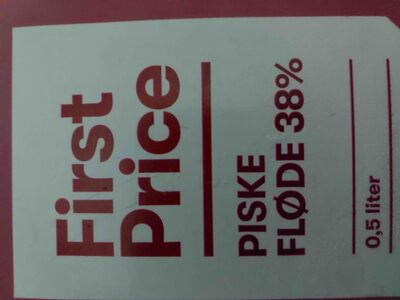 First
Price
PISKE
FLØDE 38%
0,5 liter